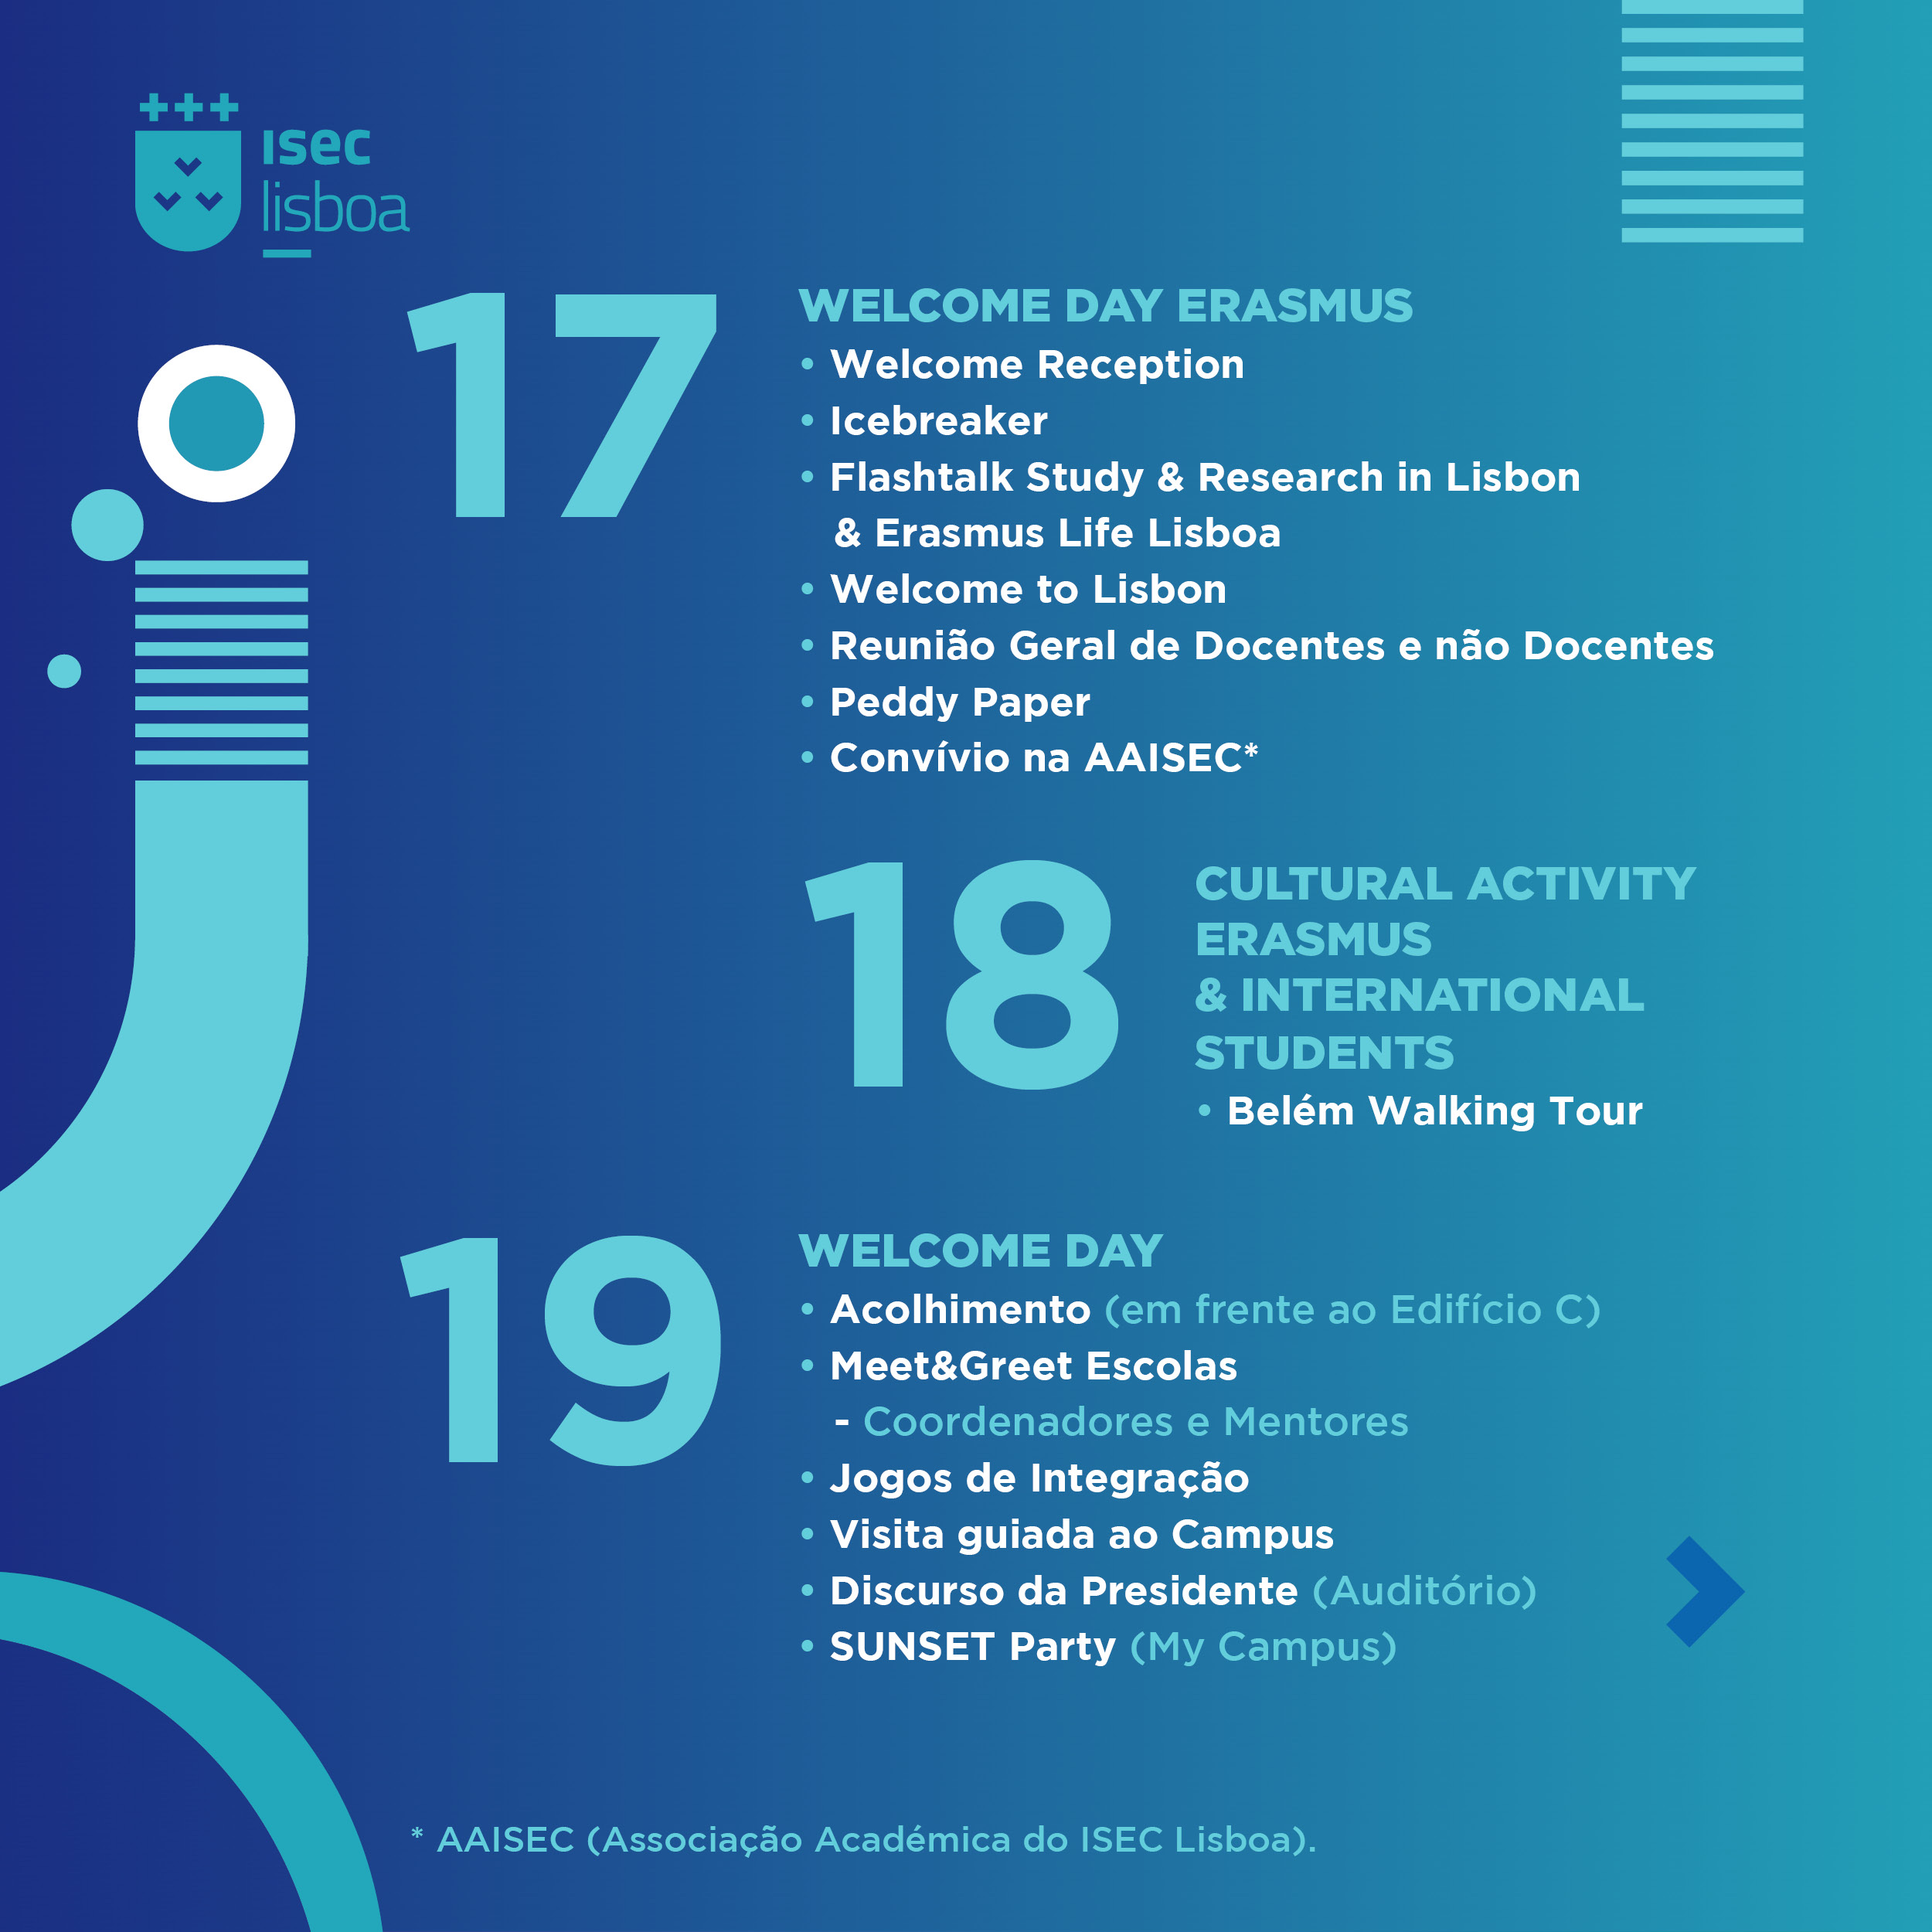 isec
lisboa
17
WELCOME DAY ERASMUS
• Welcome Reception
• Icebreaker
• Flashtalk Study & Research in Lisbon
& Erasmus Life Lisboa
• Welcome to Lisbon
• Reunião Geral de Docentes e não Docentes
• Peddy Paper
• Convívio na AAISEC*
18
CULTURAL ACTIVITY
ERASMUS
& INTERNATIONAL
STUDENTS
• Belém Walking Tour
19
WELCOME DAY
• Acolhimento (em frente ao Edifício C)
• Meet&Greet Escolas
- Coordenadores e Mentores
• Jogos de Integração
• Visita guiada ao Campus
• Discurso da Presidente (Auditório)
• SUNSET Party (My Campus)
* AAISEC (Associação Académica do ISEC Lisboa).